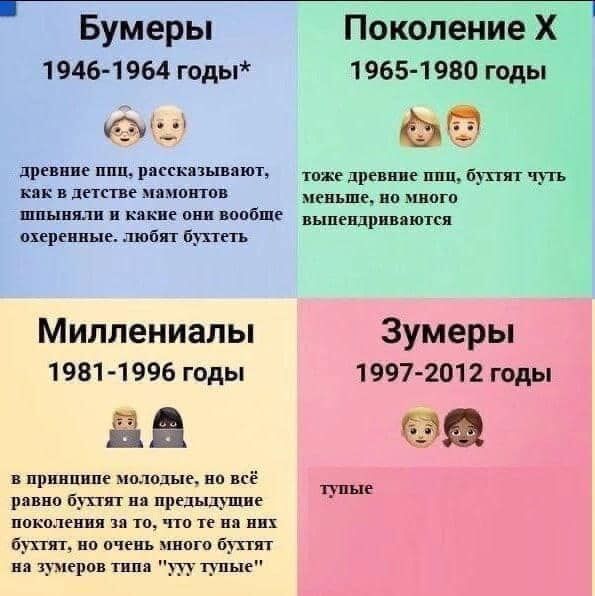 Бумеры
1946-1964 годы*
древние ппц, рассказывают,
как в детстве мамонтов
шпыняли и какие они вообще
охеренные. любят бухтеть
Поколение X
1965-1980 годы
тоже древние ппц, бухтят чуть
меньше, но много
выпендриваются
Миллениалы
1981-1996 годы
в принципе молодые, но всё
равно бухтят на предыдущие
поколения за то, что те на них
бухтят, но очень много бухтят
на зумеров типа "ууу тупые"
Зумеры
1997-2012 годы
тупые